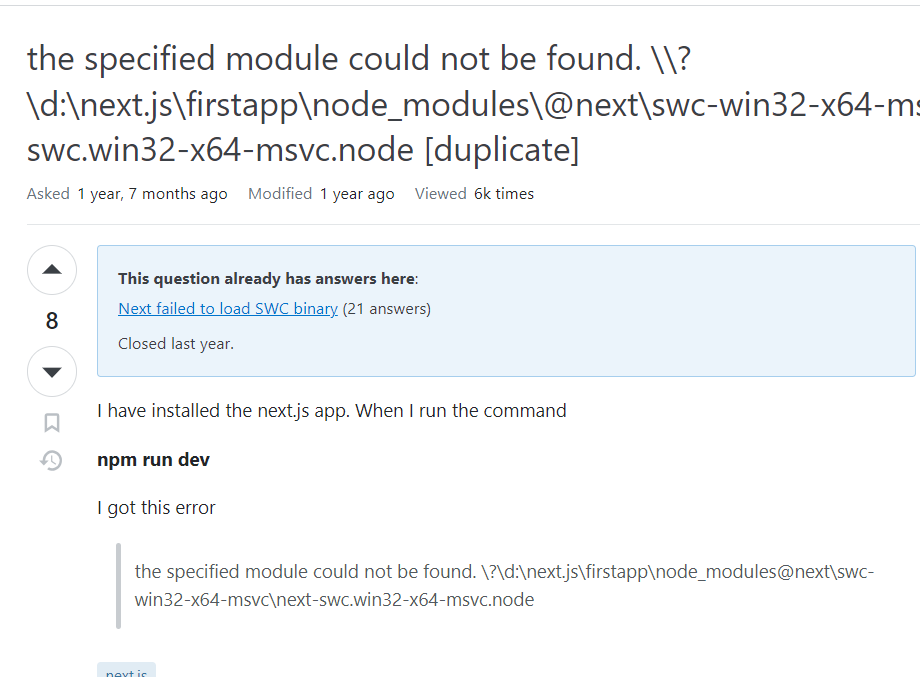 the specified module could not be found. \\?
\d:\next.js\firstapp\node_modules\@next\swc-win32-x64-ms
swc.win32-x64-msvc.node [duplicate]
Asked 1 year, 7 months ago Modified 1 year ago Viewed 6k times
This question already has answers here:
8
Next failed to load SWC binary (21 answers)
Closed last year.
I have installed the next.js app. When I run the command
npm run dev
I got this error
the specified module could not be found. \?\d:\next.js\firstapp\node_modules@next\swc-
win32-x64-msvc\next-swc.win32-x64-msvc.node
next.js